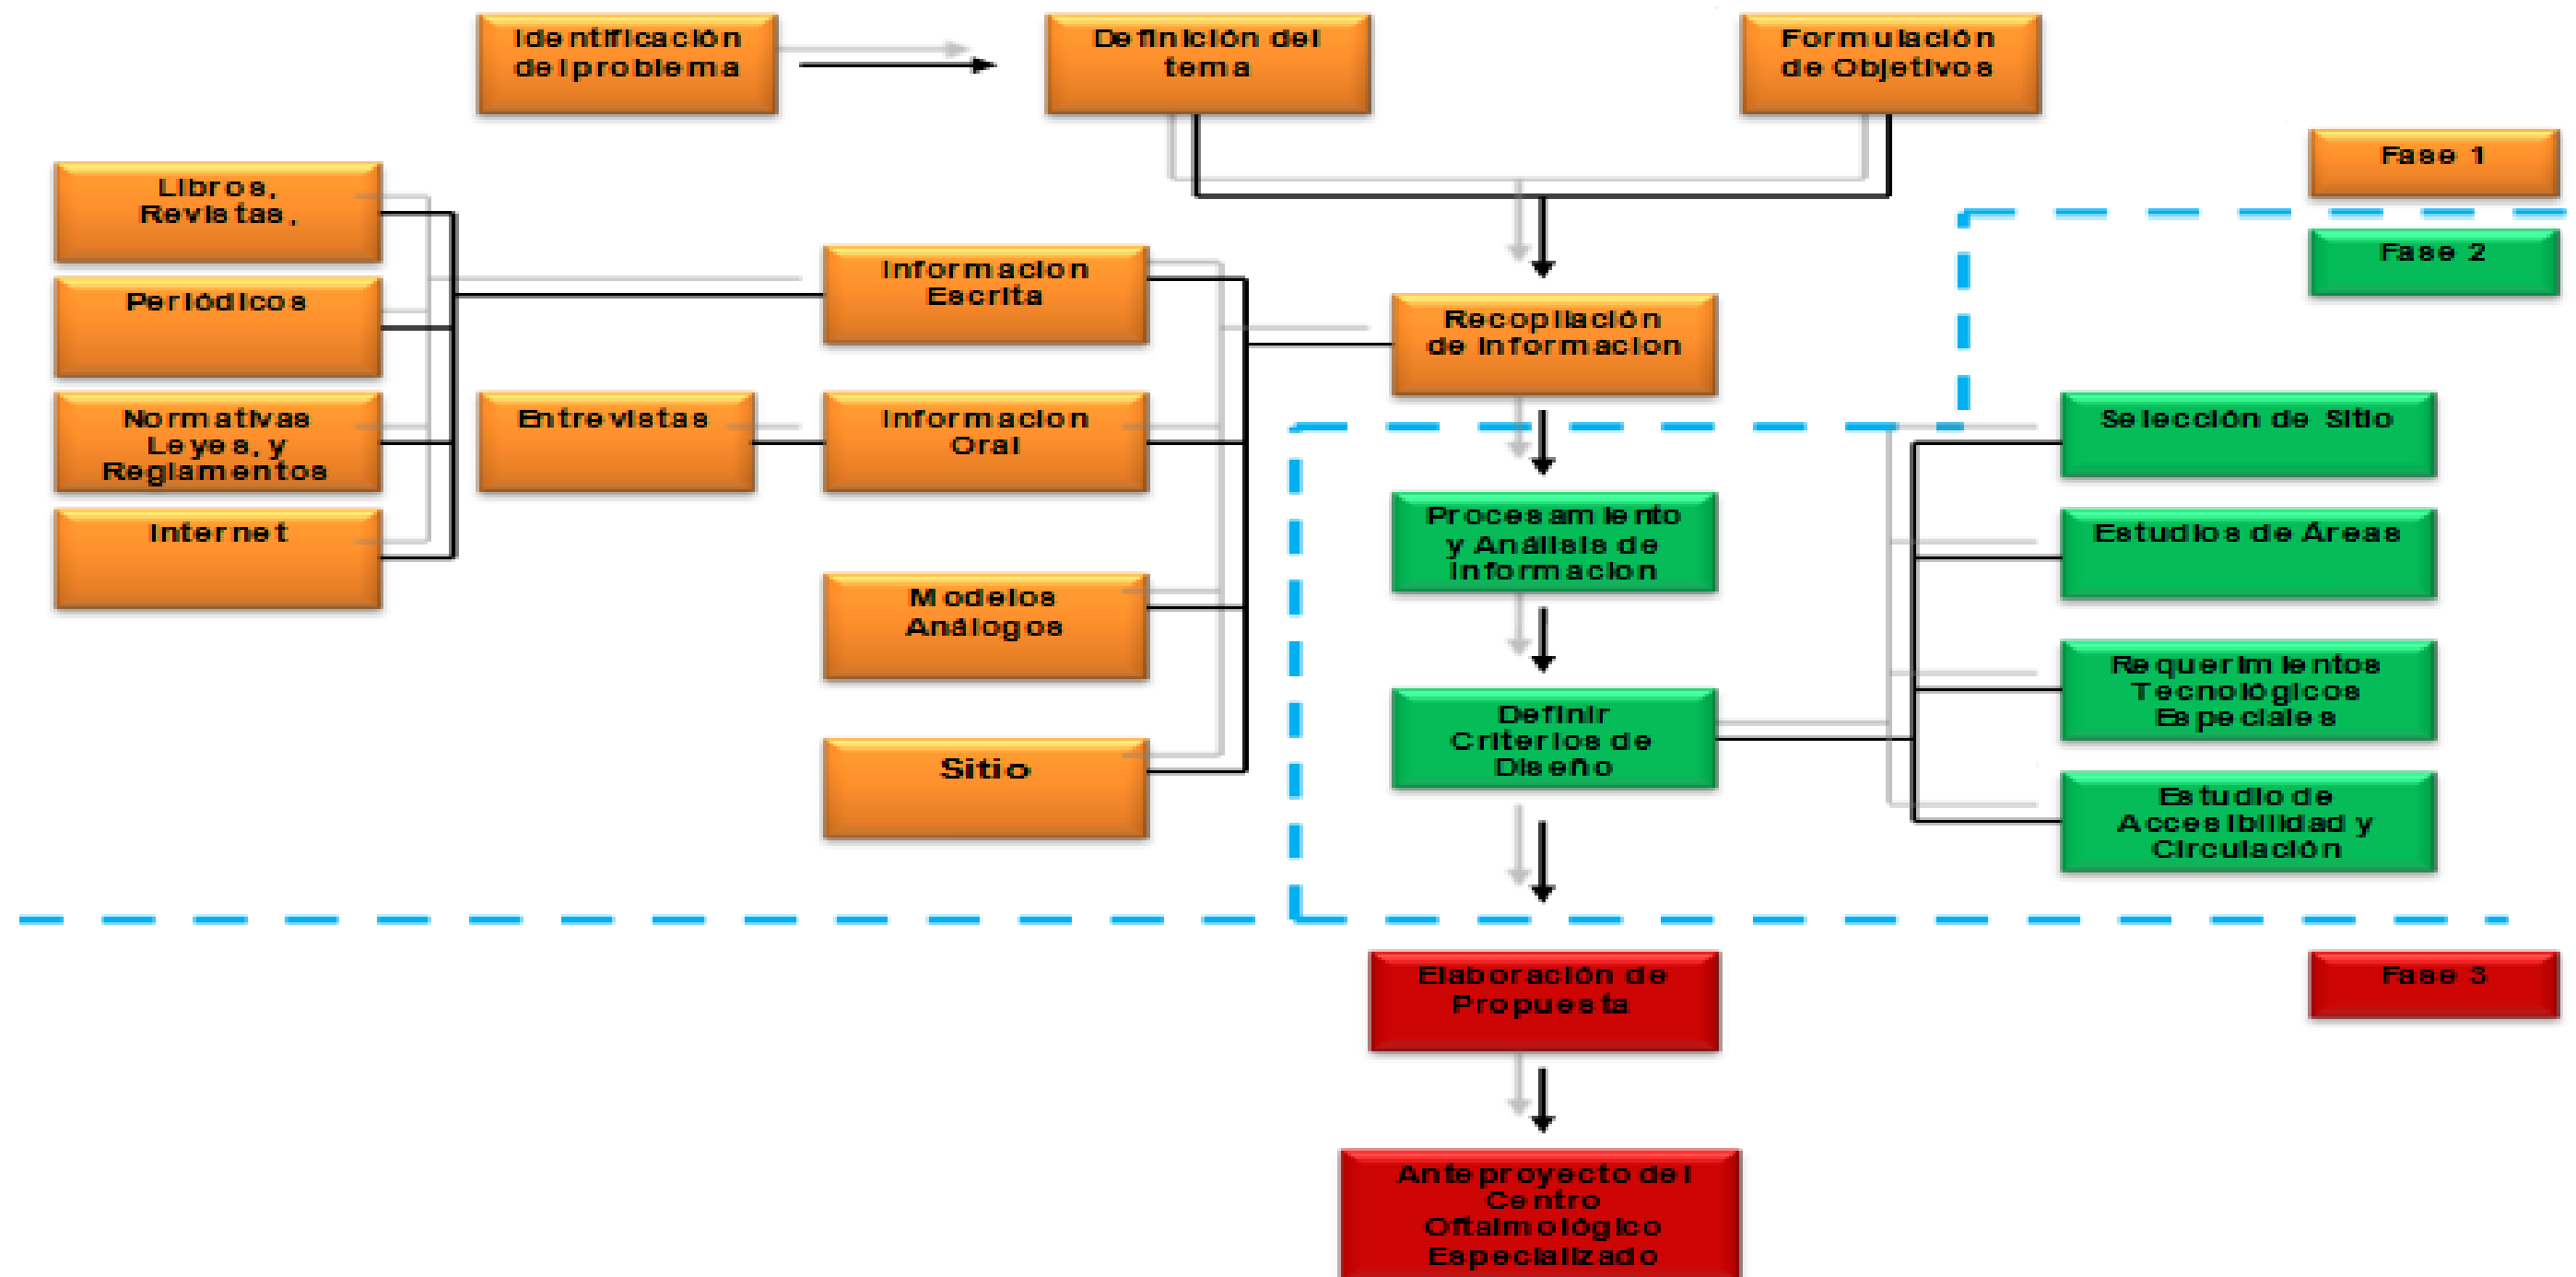 Identificación
del problema
Definición del
tema
Formulación
de Objetivos
Fase 1
Libros,
Revistas,
Fase 2
Informacion
Escrita
Periódicos
Recopilación
de Informacion
Normativas
Leyes, y
Reglamentos
Entrevistas
Informacion
Oral
Selección de Sitio
Internet
Procesamiento
y Análisis de
Informacion
Estudios de Áreas
Modelos
Análogos
Requerimientos
Tecnológicos
Especiales
Definir
Criterios de
Diseño
Sitio
Estudio de
Accesibilidad y
Circulación
Elaboración de
Propuesta
Fase 3
Anteproyecto del
Centro
Oftalmológico
Especializado